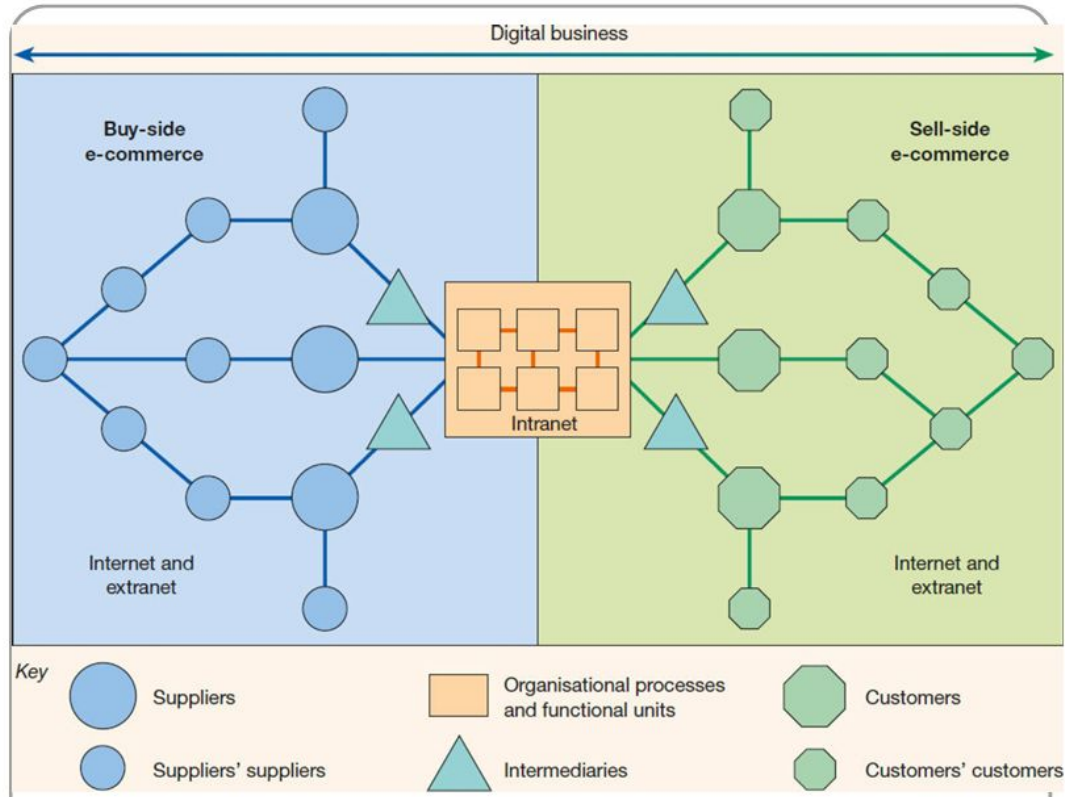 Digital business
Buy-side
e-commerce
Sell-side
e-commerce
Intranet
Internet and
extranet
Internet and
extranet
Key
Suppliers
Organisational processes
and functional units
Customers
Suppliers' suppliers
Intermediaries
Customers' customers